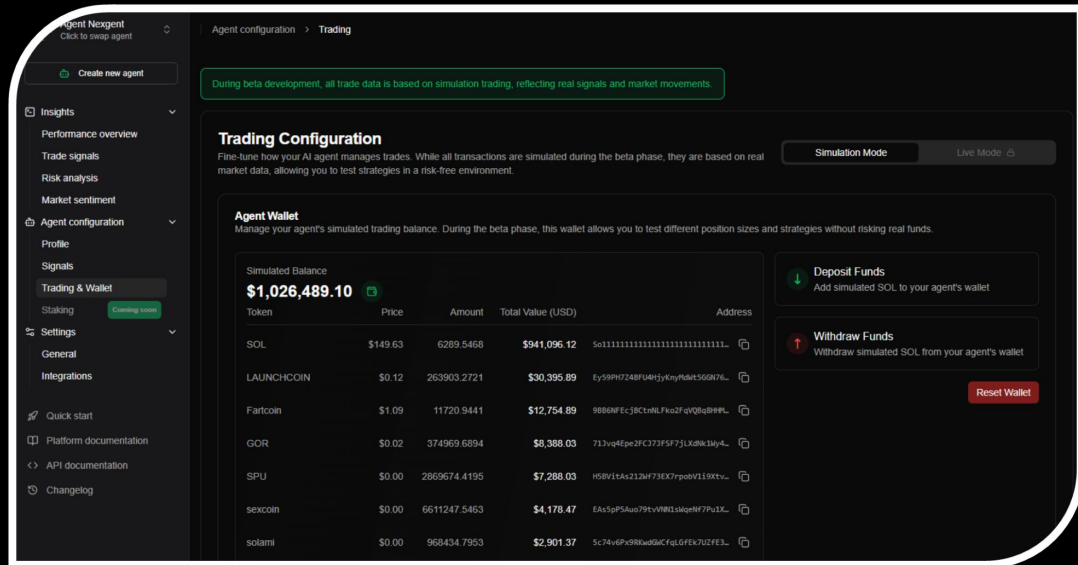 Agent Nexgent
Click to swap agent
Create new agent
Insights
Performance overview
Trade signals
Risk analysis
Market sentiment
Agent configuration
Profile
Signals
Trading & Wallet
Staking Coming soon
Settings
General
Integrations
Quick start
Platform documentation
API documentation
Changelog
Agent configuration > Trading
During beta development, all trade data is based on simulation trading, reflecting real signals and market movements.
Trading Configuration
Fine-tune how your AI agent manages trades. While all transactions are simulated during the beta phase, they are based on real
market data, allowing you to test strategies in a risk-free environment.
Simulation Mode Live Mode
Agent Wallet
Manage your agent's simulated trading balance. During the beta phase, this wallet allows you to test different position sizes and strategies without risking real funds.
Simulated Balance
$1,026,489.10
Token Price Amount Total Value (USD) Address
SOL $149.63 6289.5468 $941,096.12
LAUNCHCOIN $0.12 263903.2721 $30,395.89
Fartcoin $1.09 11720.9441 $12,754.89
GOR $0.02 374969.6894 $8,388.03
SPU $0.00 2869674.4195 $7,288.03
sexcoin $0.00 6611247.5463 $4,178.47
solami $0.00 968434.7953 $2,901.37
Deposit Funds
Add simulated SOL to your agent's wallet
Withdraw Funds
Withdraw simulated SOL from your agent's wallet
Reset Wallet